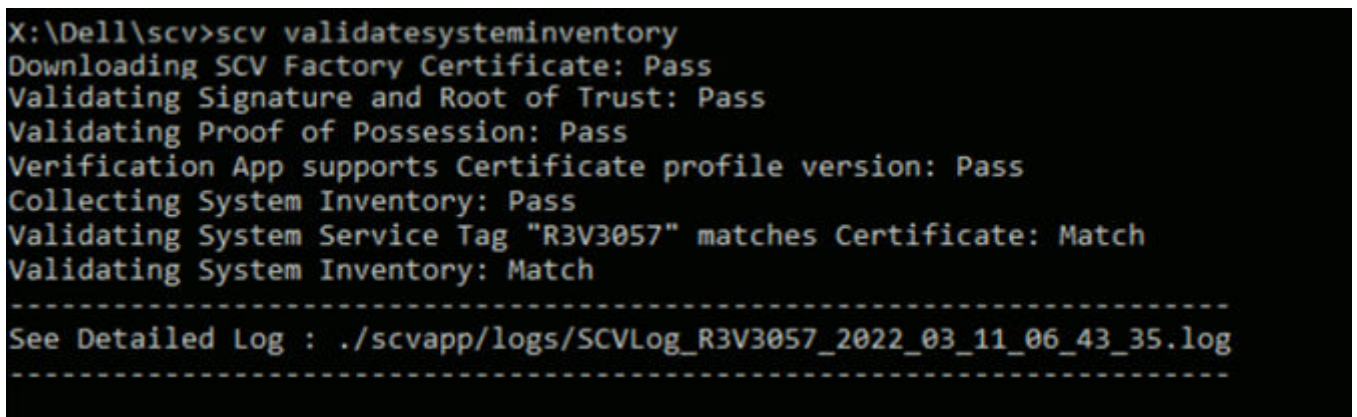 X:\Dell\scv>scv validatesysteminventory
Downloading SCV Factory Certificate: Pass
Validating Signature and Root of Trust: Pass
Validating Proof of Possession: Pass
Verification App supports Certificate profile version: Pass
Collecting System Inventory: Pass
Validating System Service Tag "R3V3057" matches Certificate: Match
Validating System Inventory: Match
-----------------------------------------------------------------------
See Detailed Log : ./scvapp/logs/SCVLog_R3V3057_2022_03_11_06_43_35.log
-----------------------------------------------------------------------